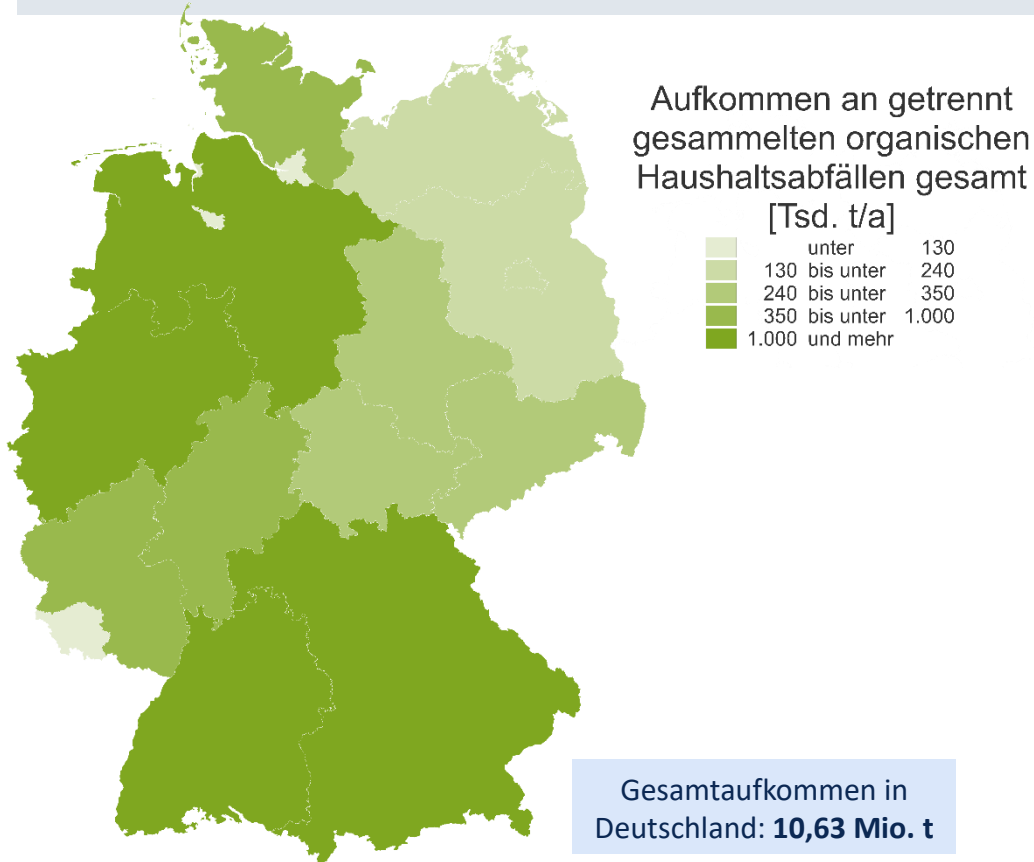 Aufkommen an getrennt
gesammelten organischen
Haushaltsabfällen gesamt
[Tsd. t/a]
unter 130
130 bis unter 240
240 bis unter 350
350 bis unter 1.000
1.000 und mehr
Gesamtaufkommen in
Deutschland: 10,63 Mio. t